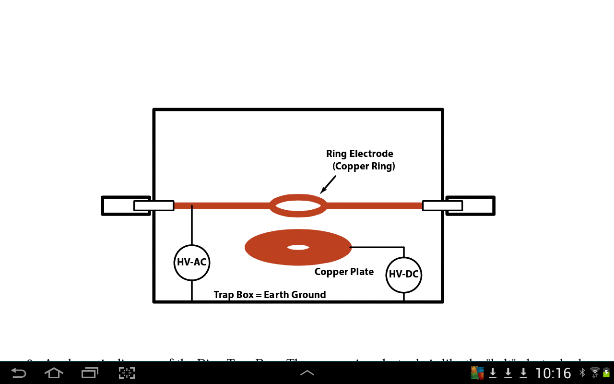 Ring Electrode
(Copper Ring)
HV-AC
Copper Plate
HV-DC
Trap Box = Earth Ground
10:16